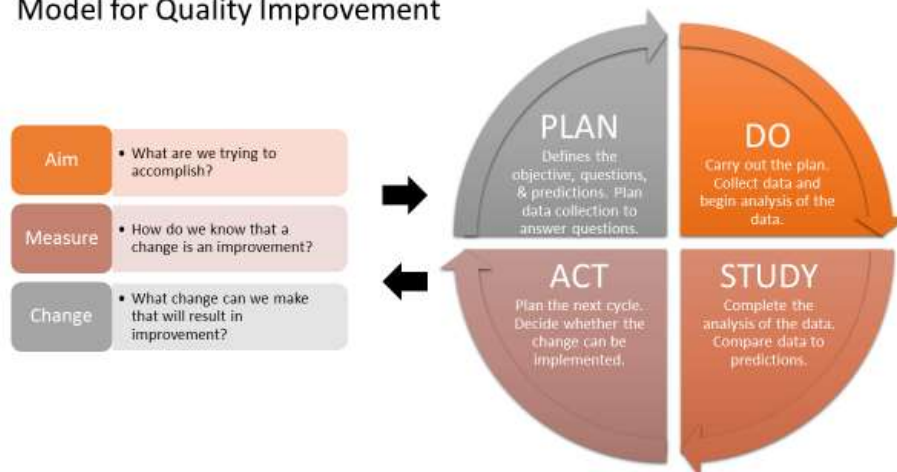 Model for Quality Improvement
Aim
• What are we trying to
accomplish?
Measure
• How do we know that a
change is an improvement?
Change
• What change can we make
that will result in
improvement?
PLAN
Defines the
objective, questions,
& predictions. Plan
data collection to
answer questions.
DO
Carry out the plan.
Collect data and
begin analysis of the
data.
ACT
Plan the next cycle.
Decide whether the
change can be
implemented.
STUDY
Complete the
analysis of the data.
Compare data to
predictions.